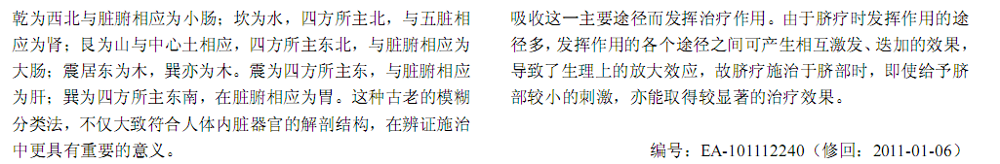 乾为西北与脏腑相应为小肠；坎为水，四方所主北，与五脏相
应为肾；艮为山与中心土相应，四方所主东北，与脏腑相应为
大肠；震居东为木，巽亦为木。震为四方所主东，与脏腑相应
为肝；巽为四方所主东南，在脏腑相应为胃。这种古老的模糊
分类法，不仅大致符合人体内脏器官的解剖结构，在辨证施治
中更具有重要的意义。
吸收这一主要途径而发挥治疗作用。由于脐疗时发挥作用的途
径多，发挥作用的各个途径之间可产生相互激发、迭加的效果，
导致了生理上的放大效应，故脐疗施治于脐部时，即使给予脐
部较小的刺激，亦能取得较显著的治疗效果。
编号：EA-101112240（修回：2011-01-06）